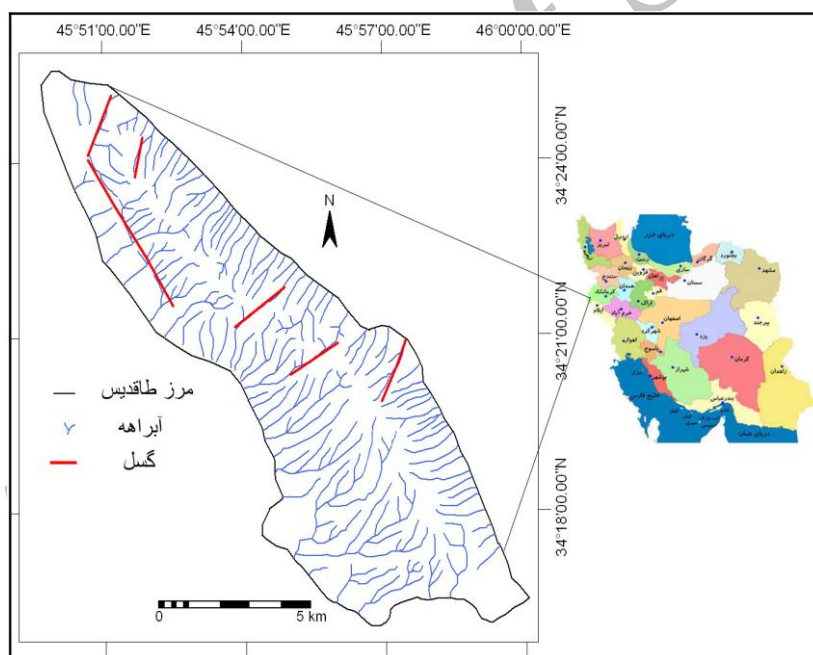 45°51'00.00"E 45°54'00.00"E 45°57'00.00"E 46°00'00.00"E
34°24'00.00"N
34°21'00.00"N
34°18'00.00"N
N
مرز طاقدیس
آبراهه
گسل
0 5 km
دریای خزر
اردبیل
تبریز
گرگان
بجنورد
مشهد
ساری
سمنان
قزوین
زنجان
تهران
سنندج
همدان
قم
کرمانشاه
اراک
ایلام
خرم آباد
اصفهان
بیرجند
یزد
شهرکرد
اهواز
یاسوج
کرمان
زاهدان
شیراز
بوشهر
بندرعباس
خلیج فارس
دریای عمان